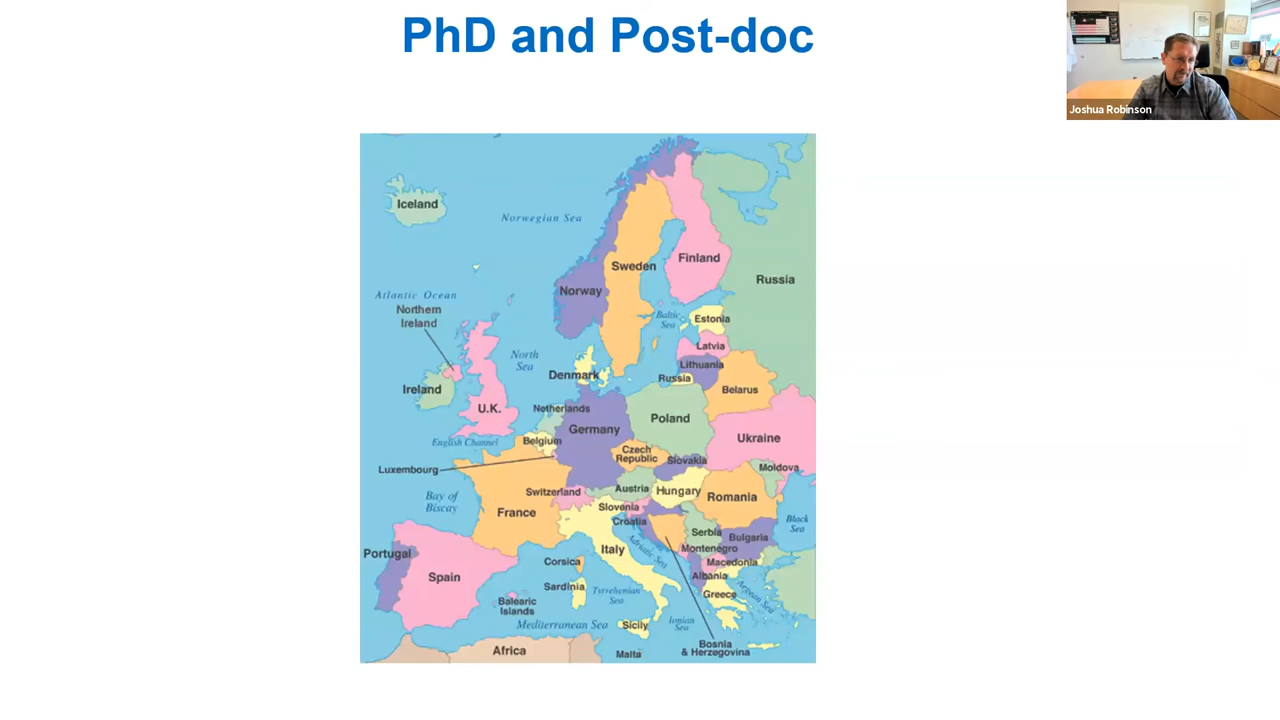 PhD and Post-doc
Joshua Robinson
Iceland
Norwegian Sea
Finland
Sweden
Russia
Norway
Atlantic Ocean
Northern
Ireland
Baltic
Sea
Estonia
Latvia
North
Sea
Lithuania
Denmark
Russia
Ireland
Belarus
U.K.
Netherlands
Poland
Germany
Ukraine
English Channel
Belgium
Czech
Republic
Slovakia
Luxembourg
Moldova
Austria
Switzerland
Hungary
Bay of
Biscay
Romania
France
Slovenia
Croatia
Black
Sea
Serbia
Bulgaria
Adriatic Sea
Italy
Montenegro
Portugal
Corsica
Macedonia
Spain
Albania
Sardinia
Tyrrhenian
Sea
Greece
Aegean Sea
Balearic
Islands
Mediterranean Sea
Sicily
Ionian
Sea
Africa
Malta
Bosnia
& Herzegovina